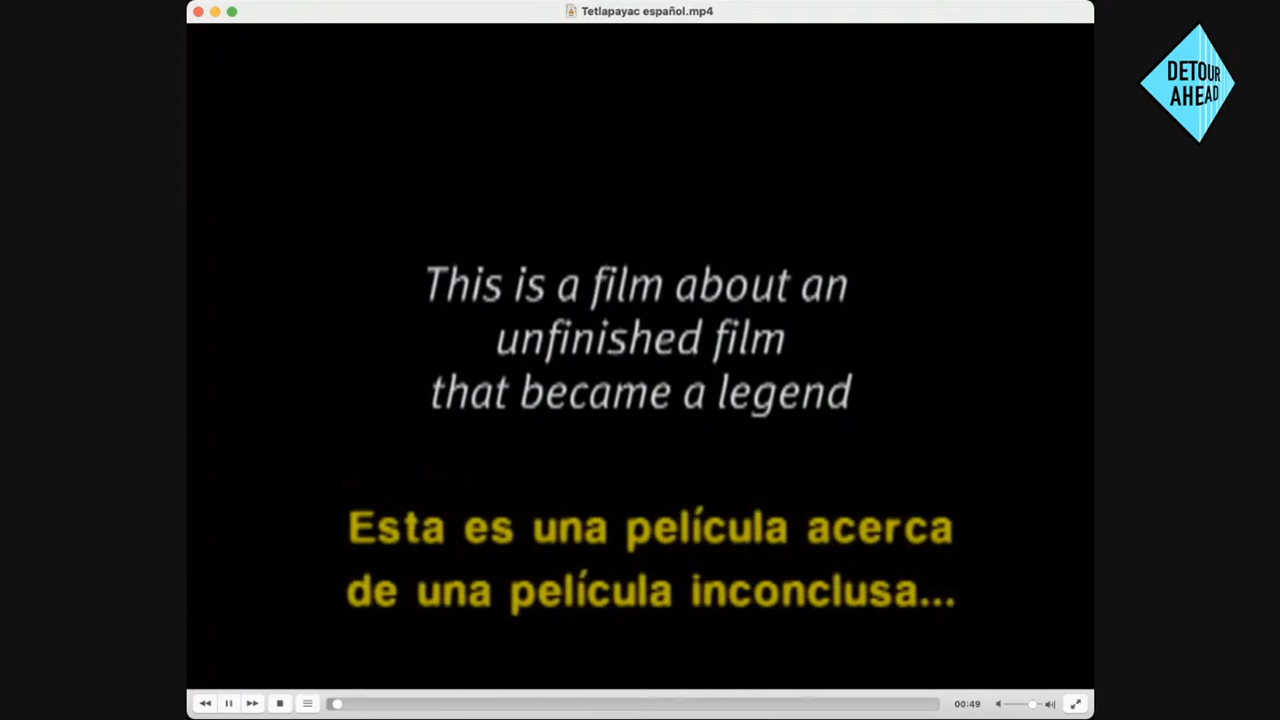 Tetlapayac español.mp4
DETOUR
AHEAD
This is a film about an
unfinished film
that became a legend
Esta es una película acerca
de una película inconclusa...
00:49